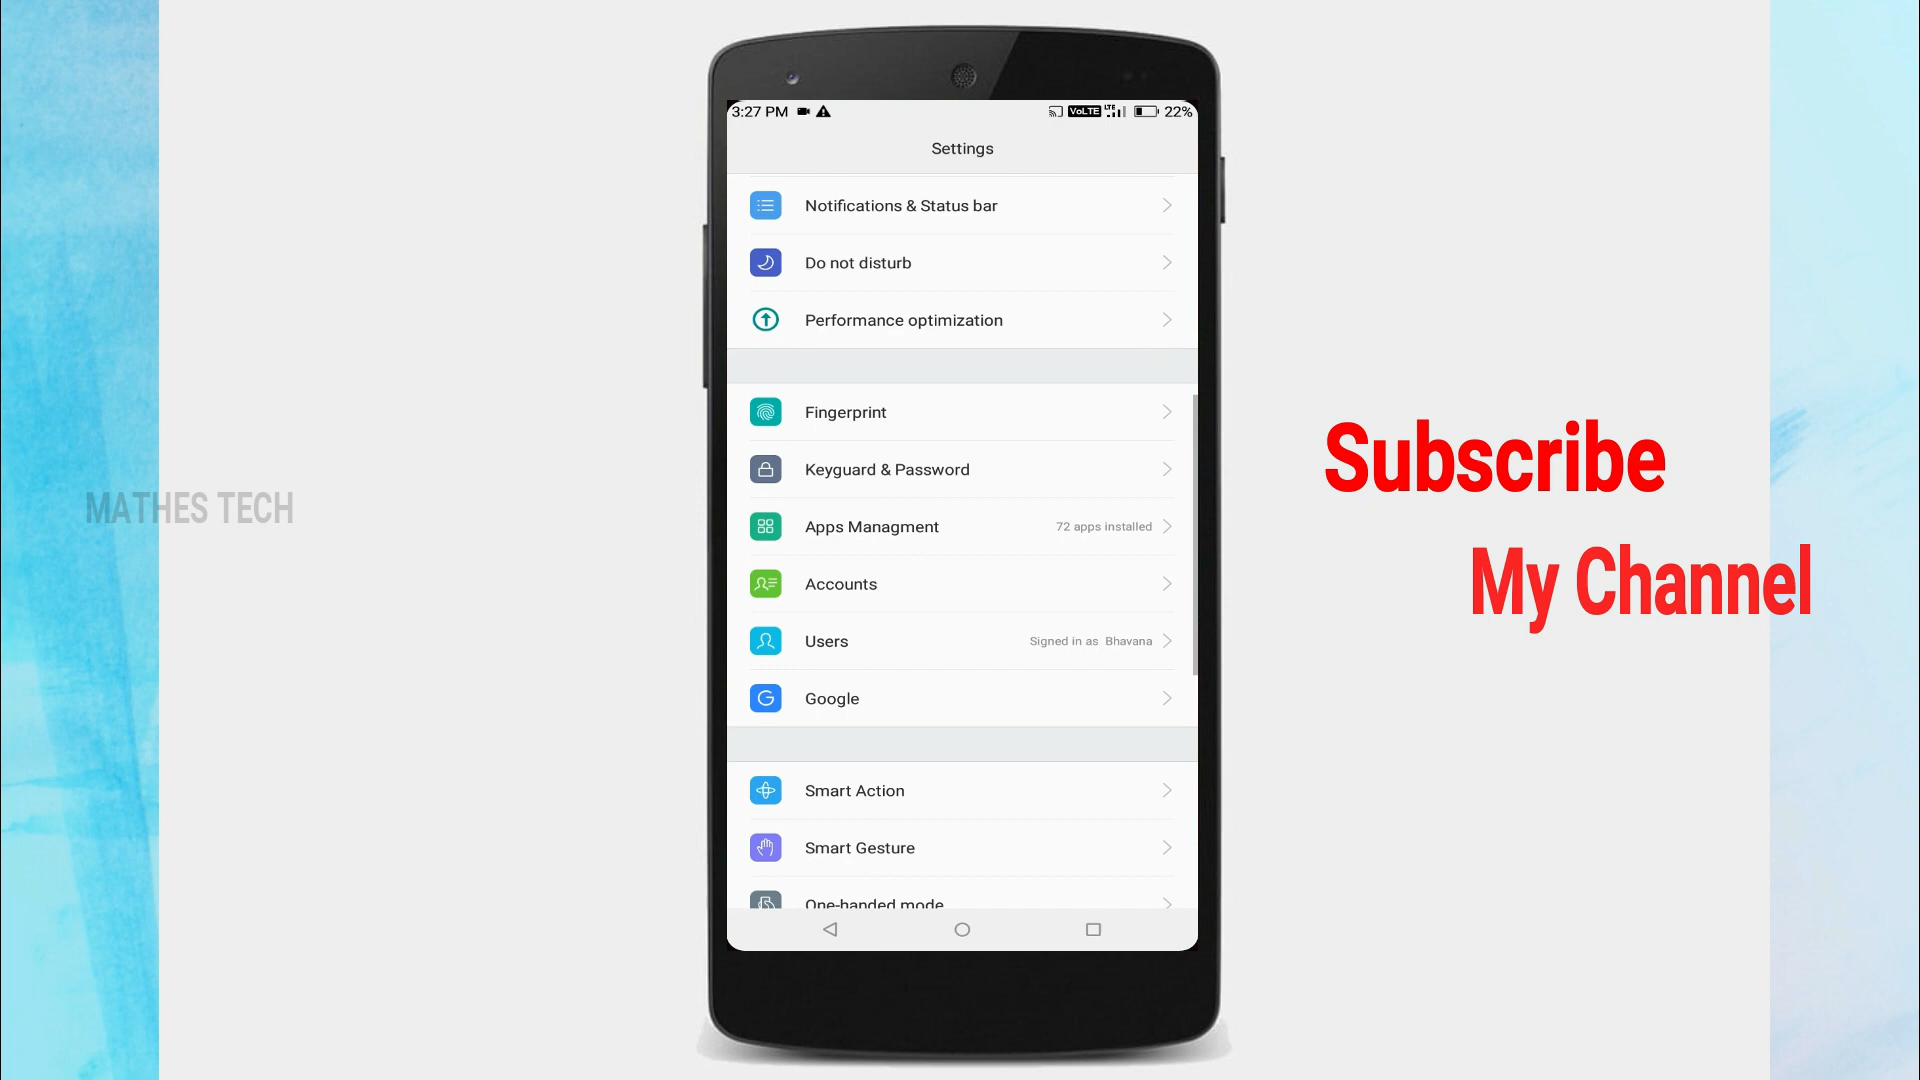 3:27 PM
VoLTE LTE 22%
Settings
Notifications & Status bar
Do not disturb
Performance optimization
Fingerprint
Keyguard & Password
Apps Managment 72 apps installed
Accounts
Users Signed in as Bhavana
Google
Smart Action
Smart Gesture
One-handed mode
MATHES TECH
Subscribe
My Channel